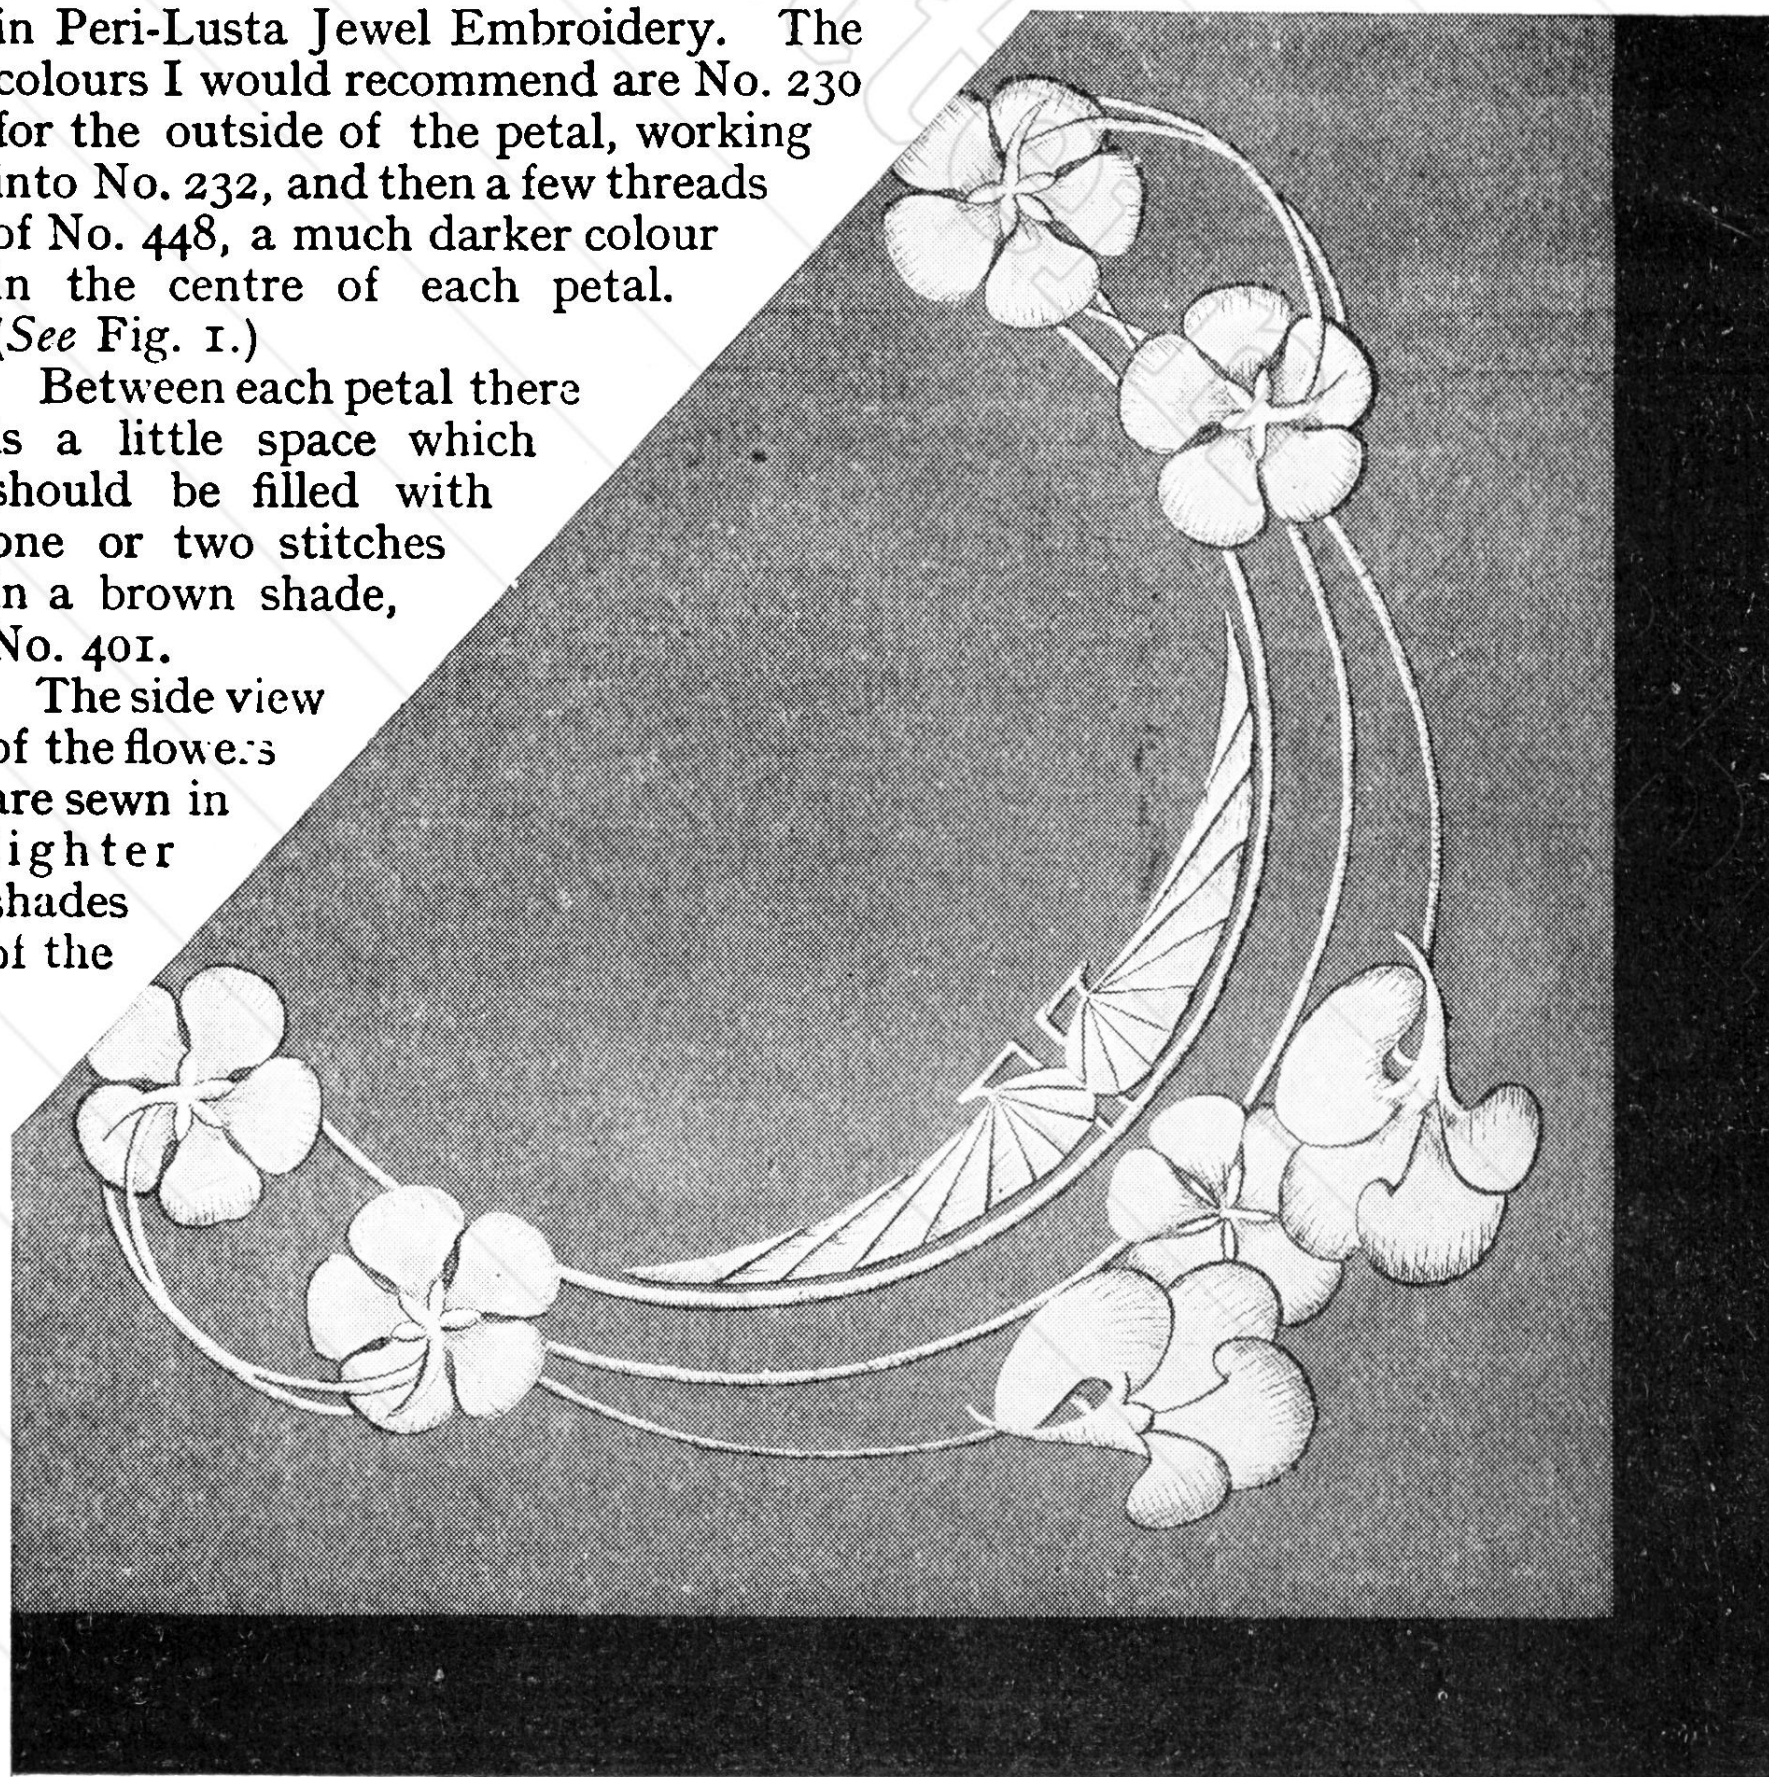 in Peri-Lusta Jewel Embroidery. The
colours I would recommend are No. 230
for the outside of the petal, working
into No. 232, and then a few threads
of No. 448, a much darker colour
in the centre of each petal.
(See Fig. 1.)
Between each petal there
is a little space which
should be filled with
one or two stitches
in a brown shade,
No. 401.
The side view
of the flowers
are sewn in
lighter
shades
of the